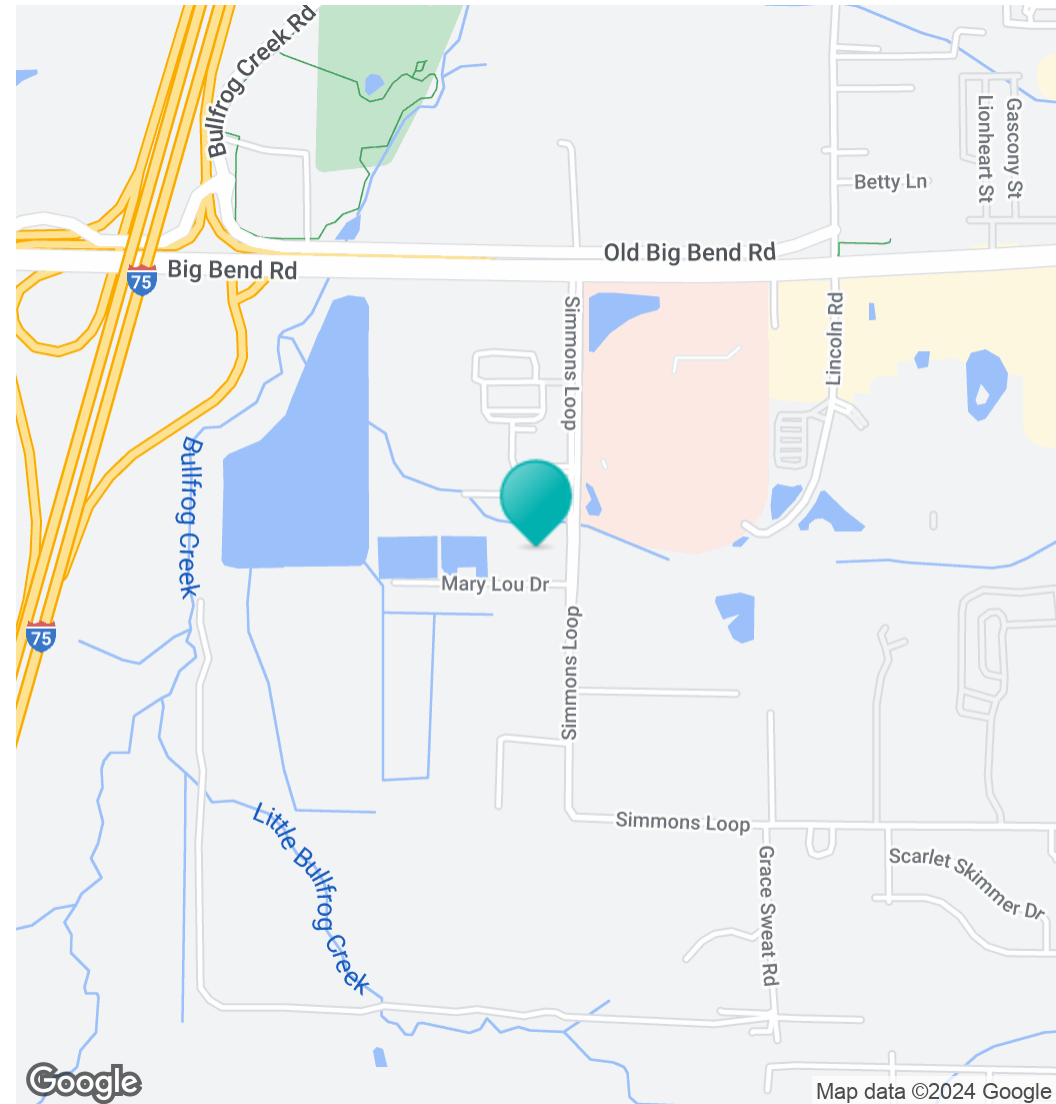 Bullfrog Creek Rd
Gascony St
Lionheart St
Betty Ln
Old Big Bend Rd
Big Bend Rd
75
Simmons Loop
Lincoln Rd
Bullfrog Creek
Mary Lou Dr
75
Simmons Loop
Little Bullfrog Creek
Simmons Loop
Scarlet Skimmer Dr
Grace Sweat Rd
Google
Map data ©2024 Google